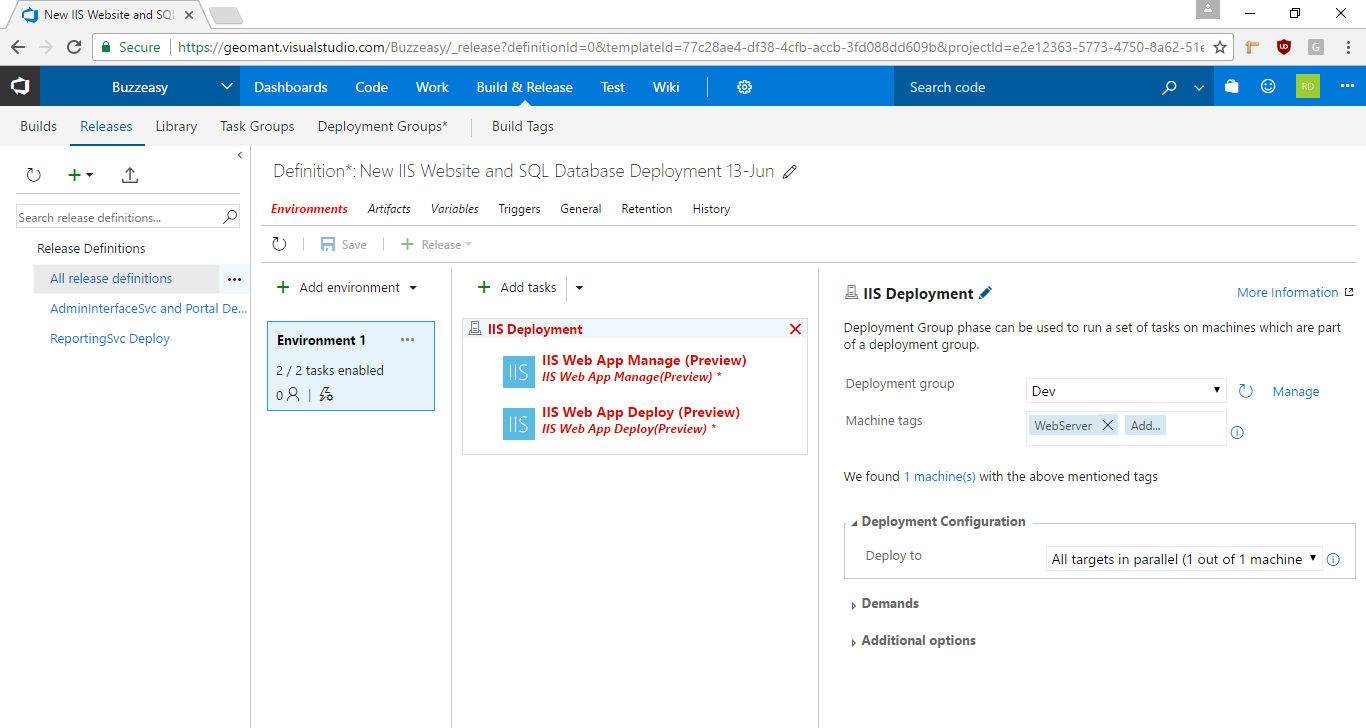 New IIS Website and SQL
Secure
https://geomant.visualstudio.com/Buzzeasy/_release?definitionId=0&templateId=77c28ae4-df38-4cfb-accb-3fd088dd609b&projectId=e2e12363-5773-4750-8a62-51e
Buzzeasy
Dashboards
Code
Work
Build & Release
Test
Wiki
Search code
RD
Builds
Releases
Library
Task Groups
Deployment Groups*
Build Tags
Search release definitions...
Release Definitions
All release definitions
AdminInterfaceSvc and Portal De...
ReportingSvc Deploy
Definition*: New IIS Website and SQL Database Deployment 13-Jun
Environments
Artifacts
Variables
Triggers
General
Retention
History
Save
Release
Add environment
Environment 1
2 / 2 tasks enabled
0
Add tasks
IIS Deployment
IIS
IIS Web App Manage (Preview)
IIS Web App Manage(Preview) *
IIS
IIS Web App Deploy (Preview)
IIS Web App Deploy(Preview) *
IIS Deployment
More Information
Deployment Group phase can be used to run a set of tasks on machines which are part
of a deployment group.
Deployment group
Dev
Manage
Machine tags
WebServer
Add...
We found 1 machine(s) with the above mentioned tags
Deployment Configuration
Deploy to
All targets in parallel (1 out of 1 machine
Demands
Additional options